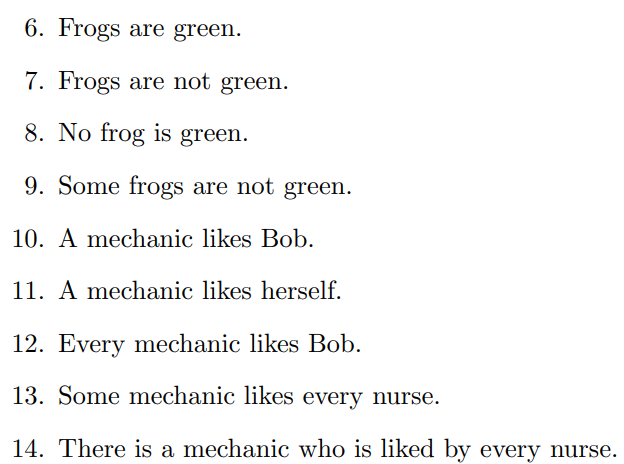 6. Frogs are green.
7. Frogs are not green.
8. No frog is green.
9. Some frogs are not green.
10. A mechanic likes Bob.
11. A mechanic likes herself.
12. Every mechanic likes Bob.
13. Some mechanic likes every nurse.
14. There is a mechanic who is liked by every nurse.